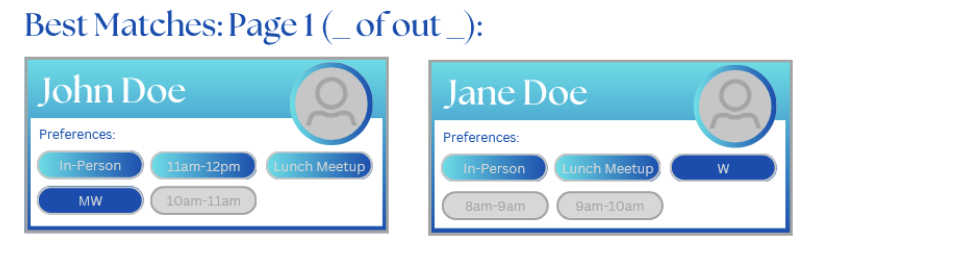 Best Matches: Page 1 (_ of out _):
John Doe
Preferences:
In-Person 11am-12pm Lunch Meetup
MW 10am-11am
Jane Doe
Preferences:
In-Person Lunch Meetup W
8am-9am 9am-10am